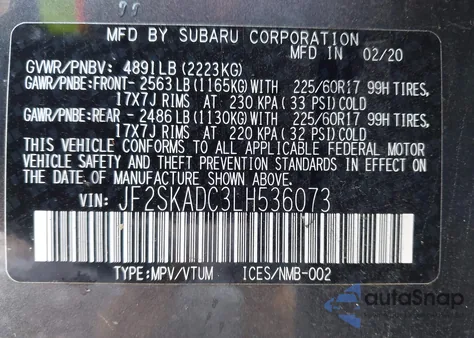 MFD BY SUBARU CORPORATION
IN 02/20
GVWR/PNBV: 4891LB (2223KG)
GAWR/PNBE:FRONT- 2563 LB (1165KG) WITH 225/60R17 99H TIRES,
17X7J RIMS AT 230 KPA (33 PSI) COLD
GAWR/PNBE:REAR - 2486 LB (1130KG) WITH 225/60R17 99H TIRES,
17X7J RIMS AT 220 KPA (32 PSI) COLD
THIS VEHICLE CONFORMS TO ALL APPLICABLE FEDERAL MOTOR
VEHICLE SAFETY AND THEFT PREVENTION STANDARDS IN EFFECT
ON THE DATE OF MANUFACTURE SHOWN ABOVE.
VIN: JF2SKADC3LH536073
TYPE:MPV/VTUM ICES/NMB-002
autoSnap